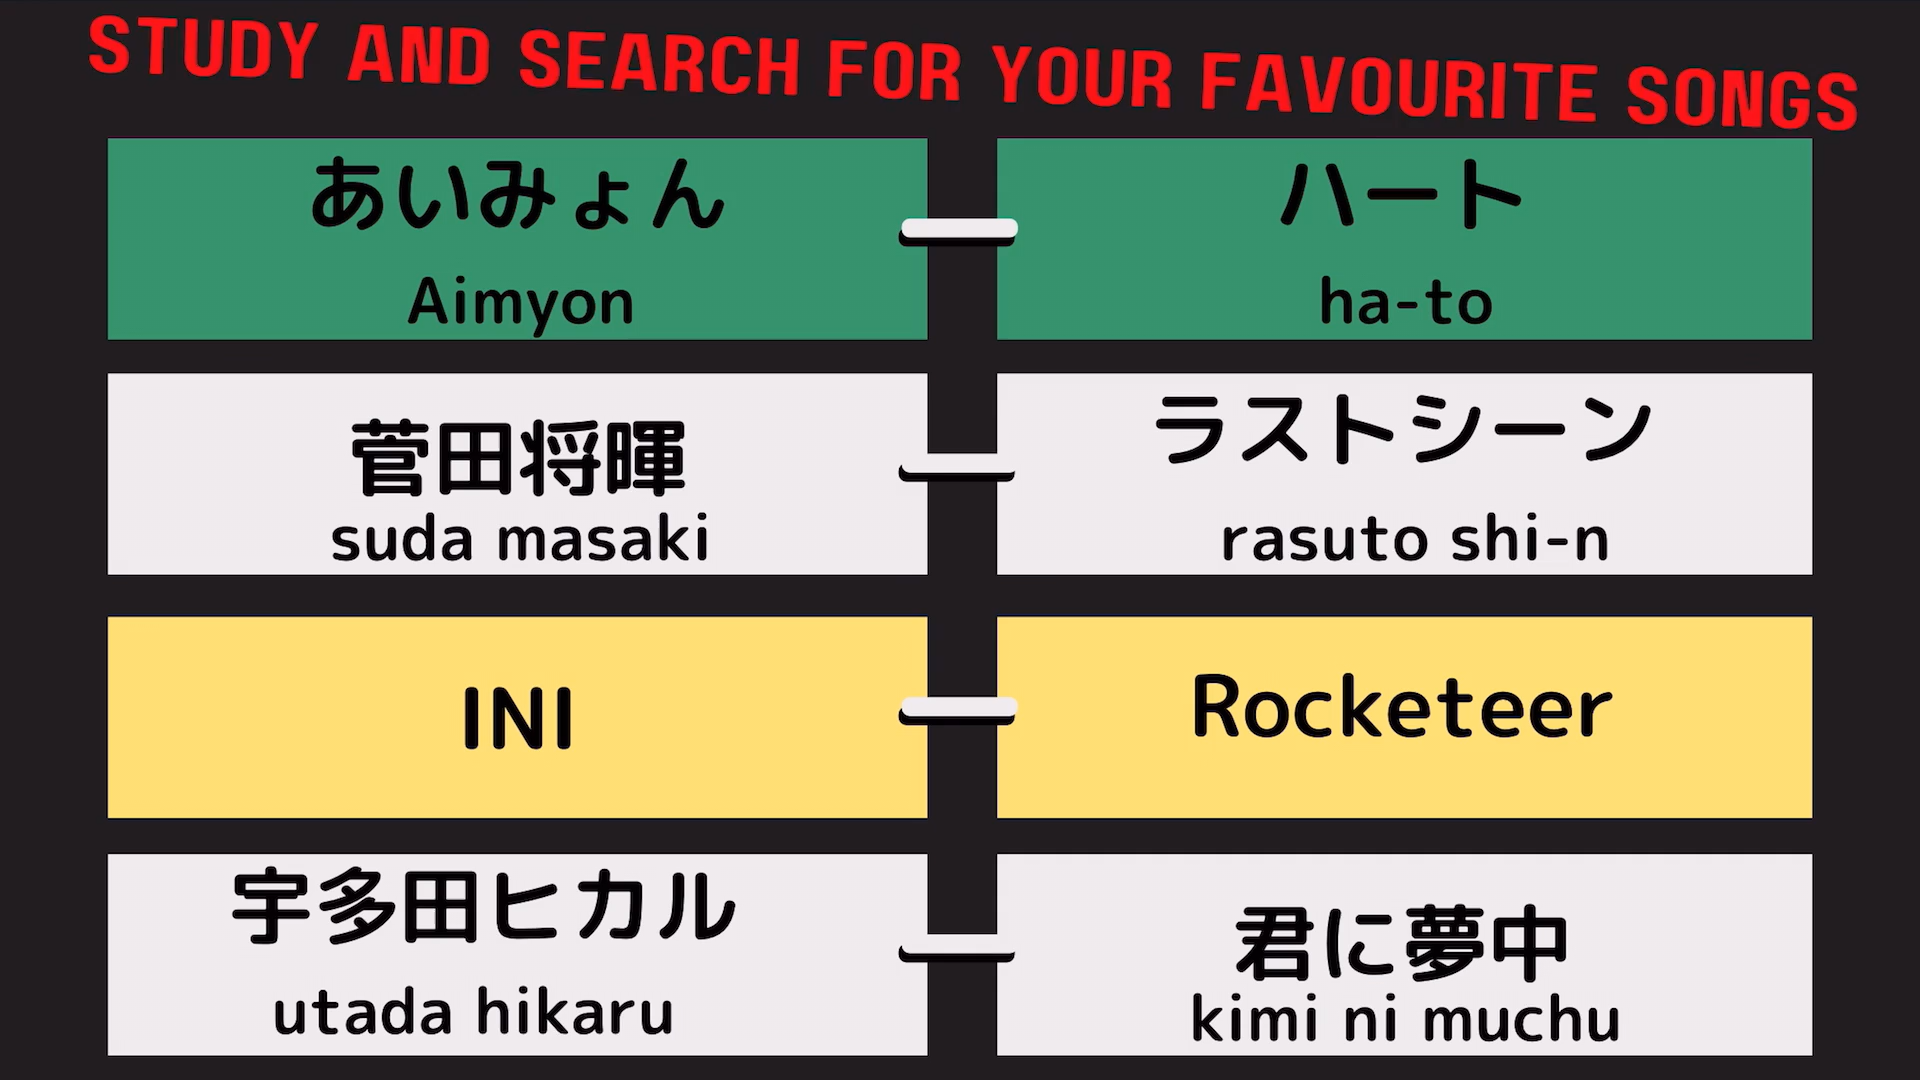 STUDY AND SEARCH FOR YOUR FAVOURITE SONGS
あいみょん
Aimyon
ハート
ha-to
菅田将暉
suda masaki
ラストシーン
rasuto shi-n
INI
Rocketeer
宇多田ヒカル
utada hikaru
君に夢中
kimi ni muchu